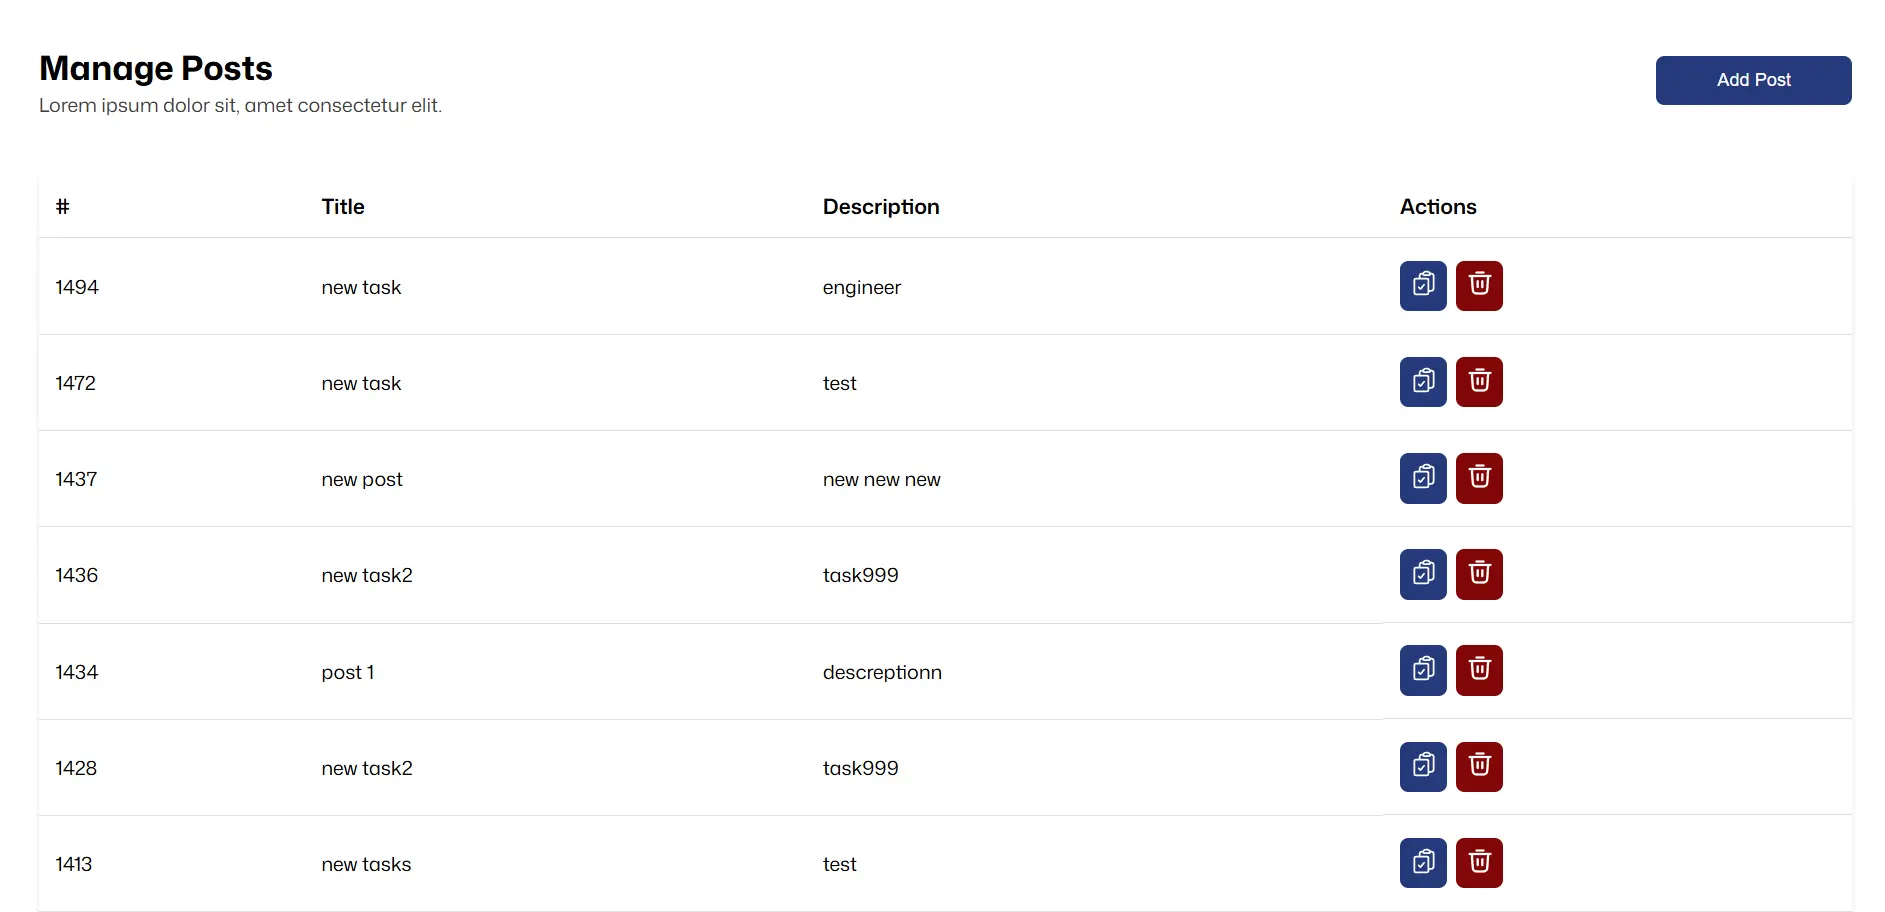 Manage Posts
Add Post
Lorem ipsum dolor sit, amet consectetur elit.
# Title Description Actions
1494 new task engineer
1472 new task test
1437 new post new new new
1436 new task2 task999
1434 post 1 descreptionn
1428 new task2 task999
1413 new tasks test